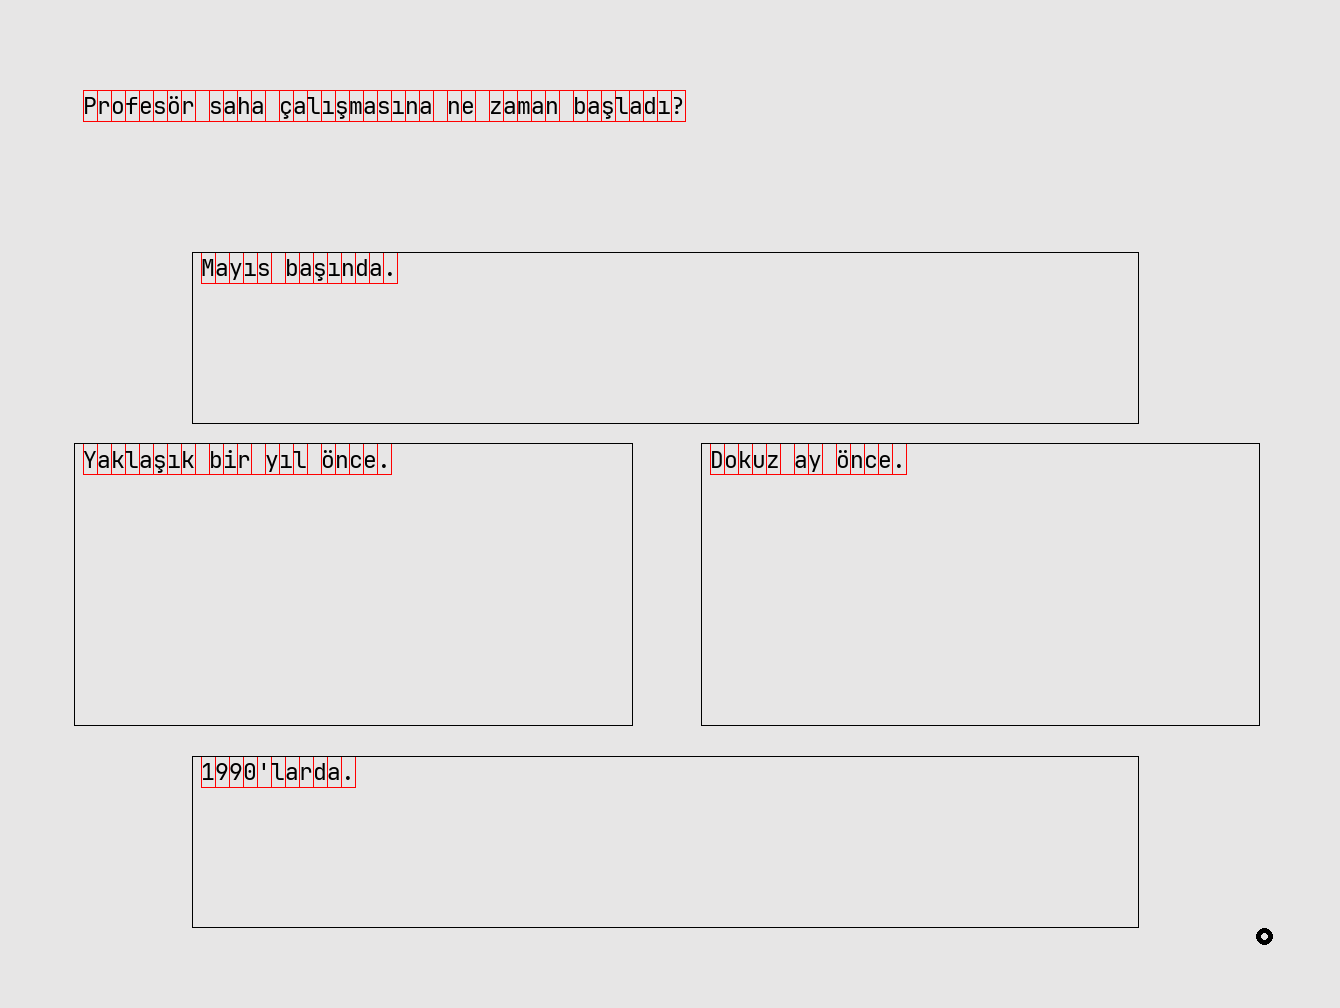 Profesör saha çalışmasına ne zaman başladı?
Mayıs başında.
Yaklaşık bir yıl önce.
Dokuz ay önce.
1990'larda.